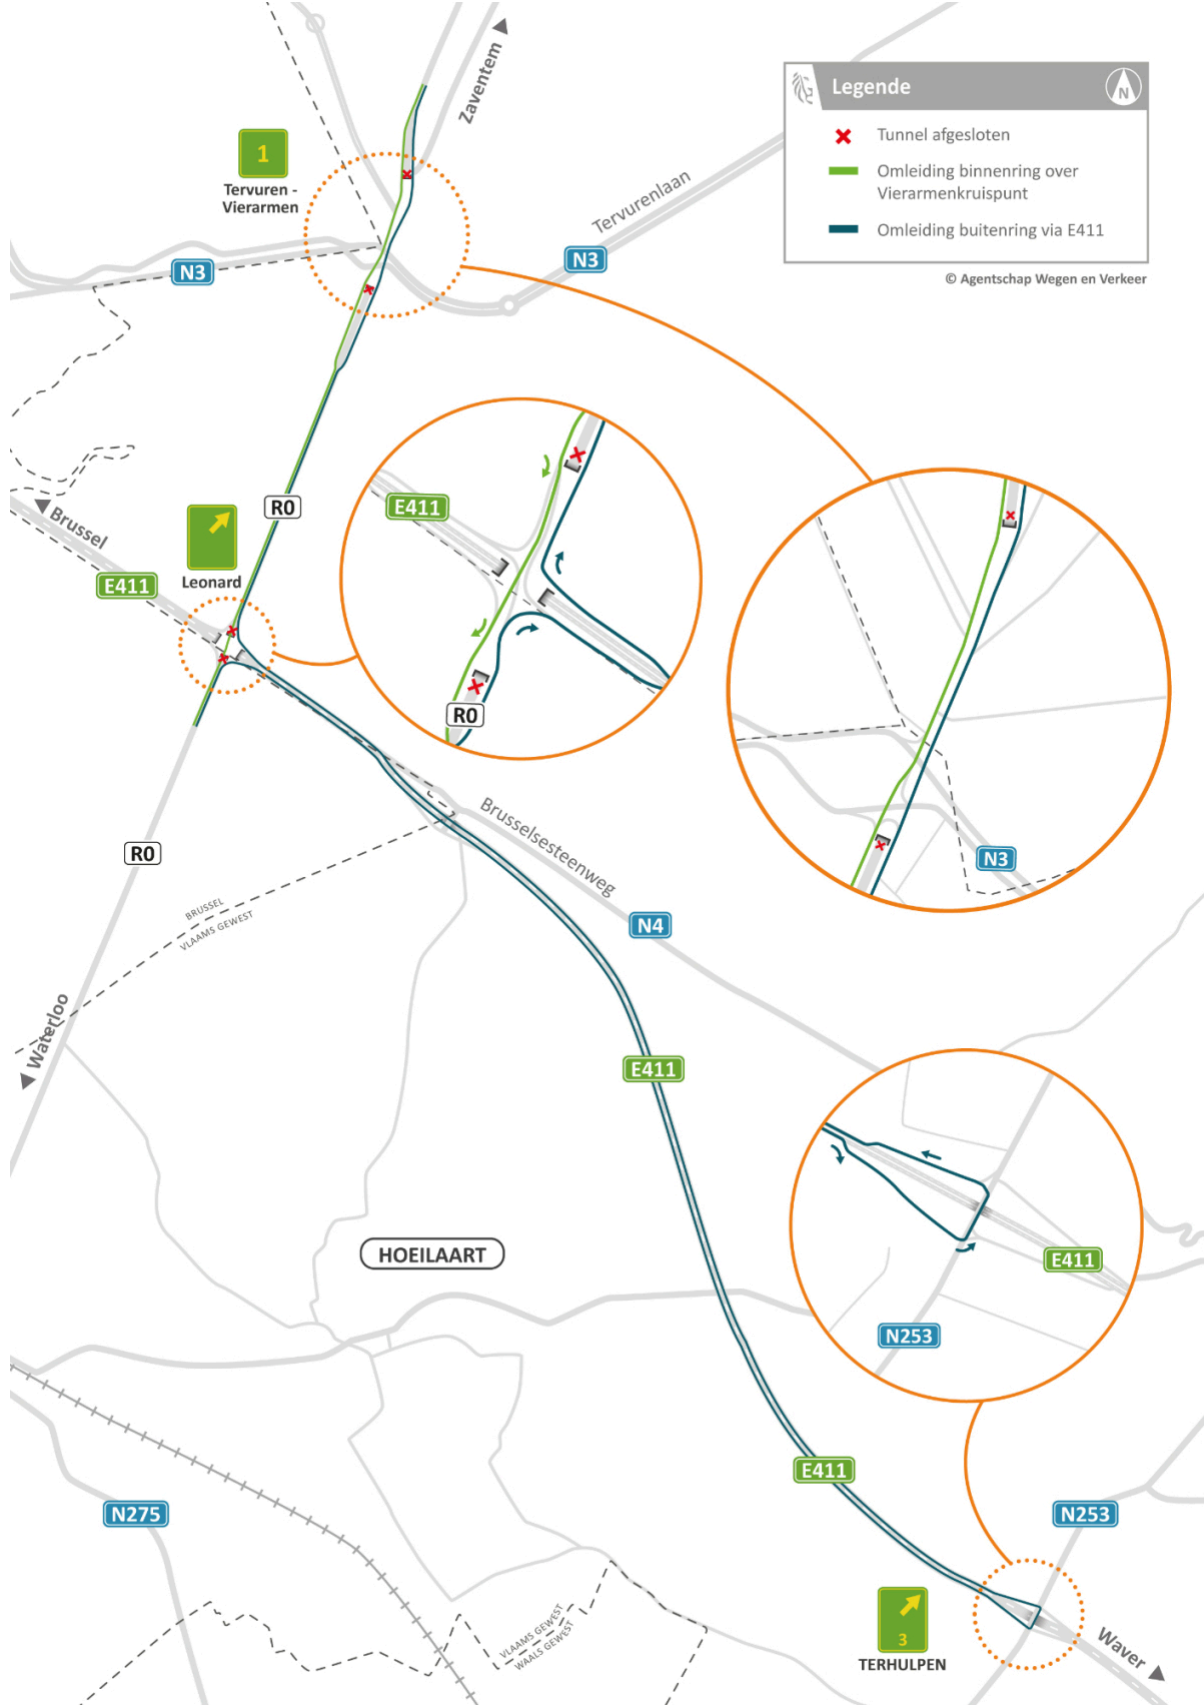 Zaventem
Legende
N
Tunnel afgesloten
Omleiding binnenring over
Vierarmenkruispunt
Omleiding buitenring via E411
© Agentschap Wegen en Verkeer
1
Tervuren -
Vierarmen
Tervurenlaan
N3
N3
R0
Brussel
E411
Leonard
E411
R0
N3
R0
Brusselsesteenweg
N4
BRUSSEL
VLAAMS GEWEST
Waterloo
E411
HOEILAART
E411
N253
E411
N275
N253
3
TERHULPEN
VLAAMS GEWEST
WAALS GEWEST
Waver